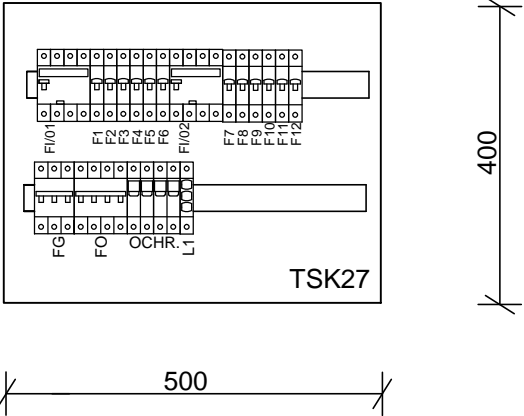 FI/01 F1 F2 F3 F4 F5 F6 FI/02 F7 F8 F9 F10 F11 F12
400
FG FO OCHR. L1
TSK27
500